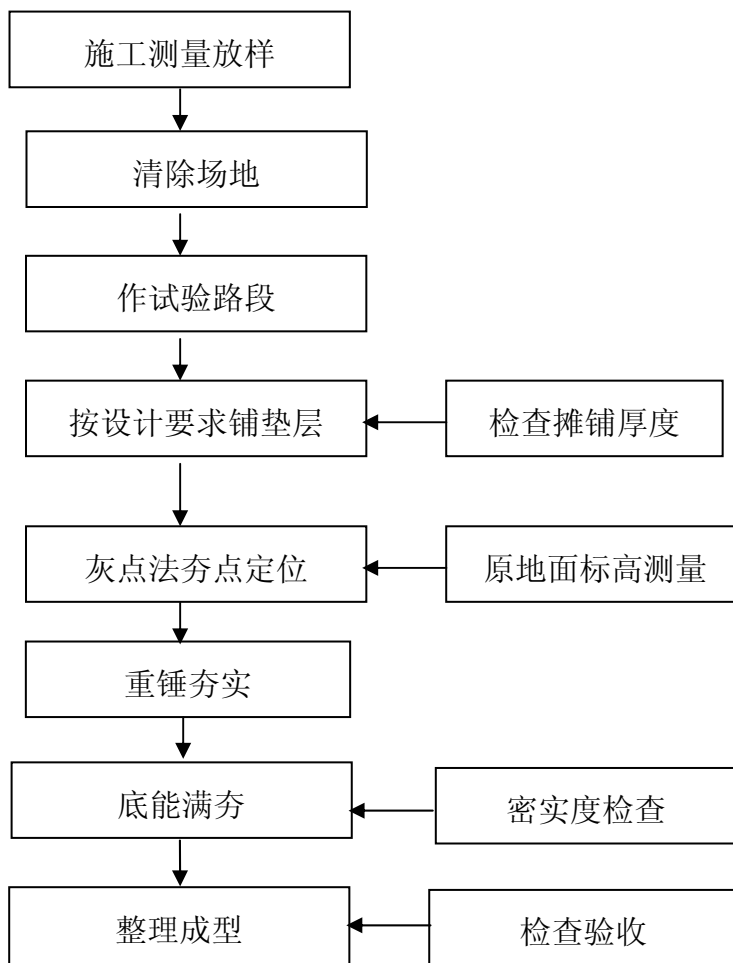 施工测量放样
清除场地
作试验路段
按设计要求铺垫层
检查摊铺厚度
灰点法夯点定位
原地面标高测量
重锤夯实
底能满夯
密实度检查
整理成型
检查验收